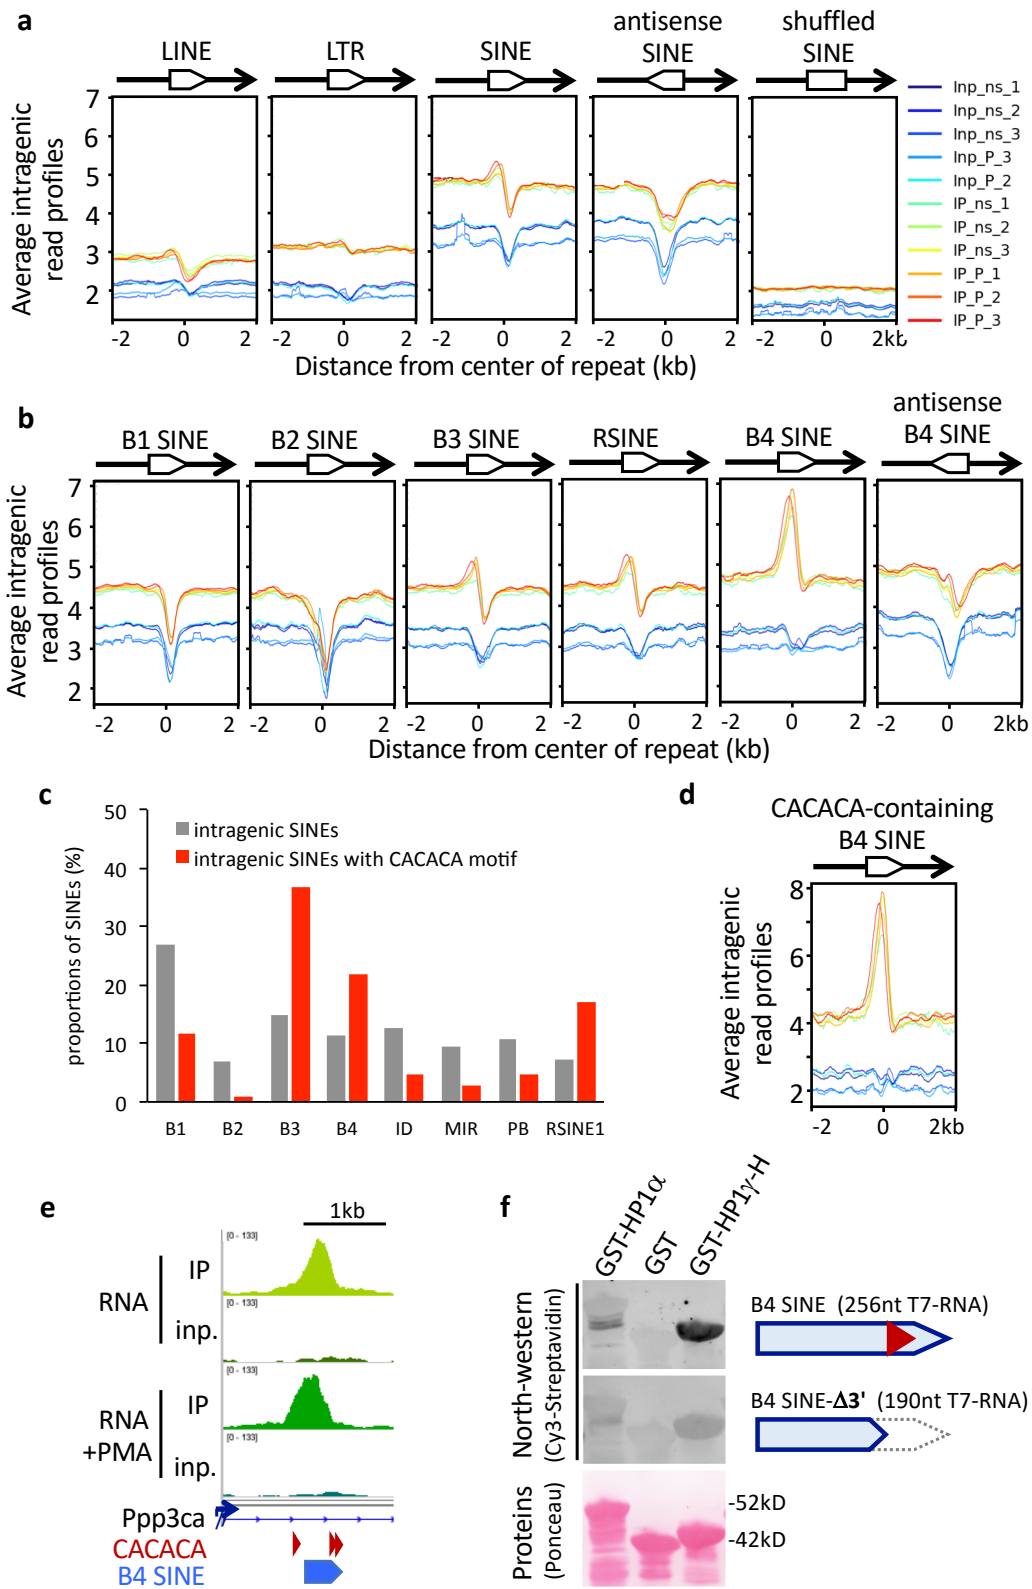 a
LINE
LTR
SINE
antisense
SINE
shuffled
SINE
Average intragenic
read profiles
7
6
5
4
3
2
-2 0 2
-2 0 2
-2 0 2
-2 0 2
-2 0 2kb
Distance from center of repeat (kb)
Inp_ns_1
Inp_ns_2
Inp_ns_3
Inp_P_3
Inp_P_2
IP_ns_1
IP_ns_2
IP_ns_3
IP_P_1
IP_P_2
IP_P_3
b
B1 SINE
B2 SINE
B3 SINE
RSINE
B4 SINE
antisense
B4 SINE
Average intragenic
read profiles
7
6
5
4
3
2
-2 0 2
-2 0 2
-2 0 2
-2 0 2
-2 0 2
-2 0 2kb
Distance from center of repeat (kb)
c
proportions of SINEs (%)
50
40
30
20
10
0
intragenic SINEs
intragenic SINEs with CACACA motif
B1 B2 B3 B4 ID MIR PB RSINE1
d
CACACA-containing
B4 SINE
Average intragenic
read profiles
8
6
4
2
-2 0 2kb
e
1kb
[0 - 133]
IP
RNA
[0 - 133]
inp.
[0 - 133]
IP
RNA
+PMA
[0 - 133]
inp.
Ppp3ca
CACACA
B4 SINE
f
GST-HP1α
GST
GST-HP1γ-H
North-western
(Cy3-Streptavidin)
Proteins
(Ponceau)
B4 SINE (256nt T7-RNA)
B4 SINE-Δ3' (190nt T7-RNA)
-52kD
-42kD